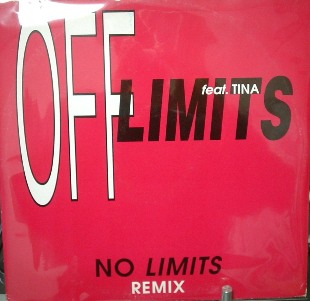 OFF
feat. TINA
LIMITS
NO LIMITS
REMIX